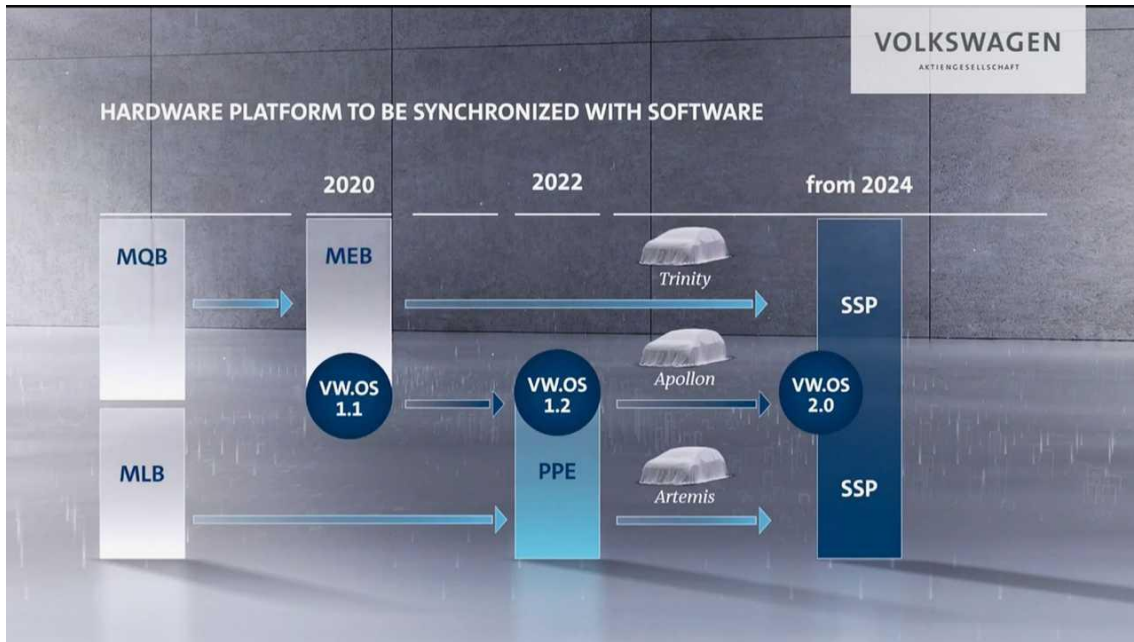 VOLKSWAGEN
AKTIENGESELLSCHAFT
HARDWARE PLATFORM TO BE SYNCHRONIZED WITH SOFTWARE
2020
2022
from 2024
MQB
MEB
Trinity
SSP
Apollon
VW.OS
1.1
VW.OS
1.2
VW.OS
2.0
MLB
PPE
Artemis
SSP